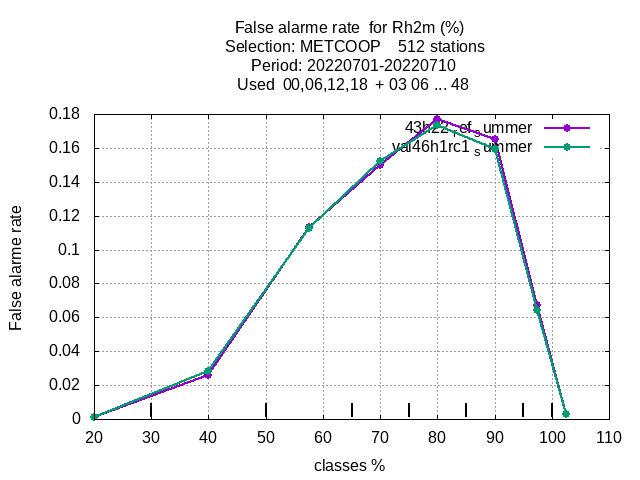 False alarme rate for Rh2m (%)
Selection: METCOOP 512 stations
Period: 20220701-20220710
Used 00,06,12,18 + 03 06 ... 48
0.18
0.16
0.14
0.12
0.1
0.08
0.06
0.04
0.02
0
False alarme rate
43h22_ref_summer
val46h1rc1_summer
20 30 40 50 60 70 80 90 100 110
classes %